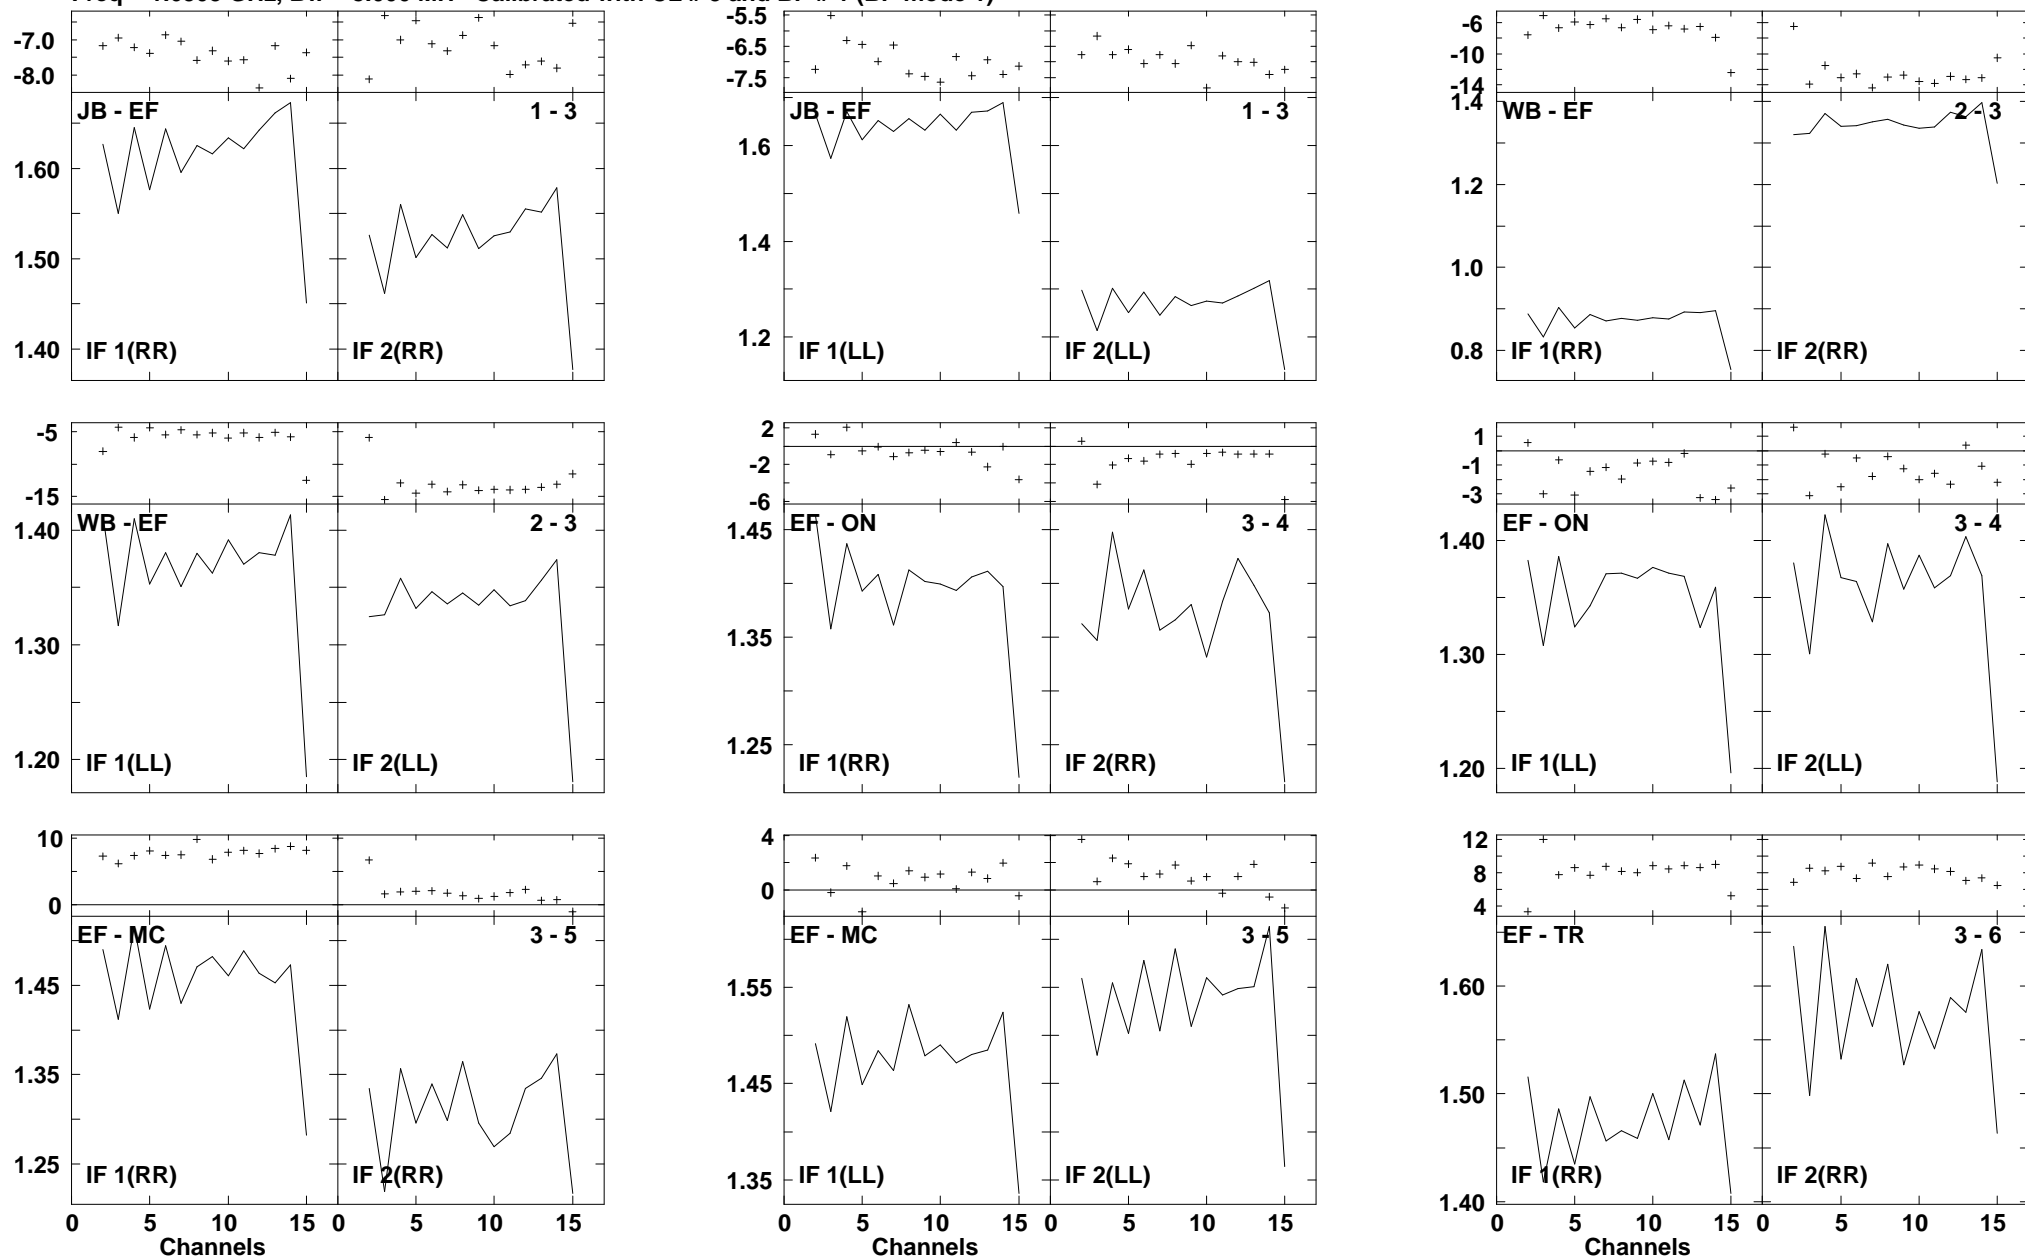 -7.0
-8.0
JB - EF 1 - 3
1.60
1.50
1.40
IF 1(RR) IF 2(RR)
-5.5
-6.5
-7.5
JB - EF 1 - 3
1.6
1.4
1.2
IF 1(LL) IF 2(LL)
-6
-10
-14
1.4
WB - EF 2 - 3
1.2
1.0
0.8
IF 1(RR) IF 2(RR)
-5
-15
WB - EF 2 - 3
1.40
1.30
1.20
IF 1(LL) IF 2(LL)
2
-2
-6
EF - ON 3 - 4
1.45
1.35
1.25
IF 1(RR) IF 2(RR)
1
-1
-3
EF - ON 3 - 4
1.40
1.30
1.20
IF 1(LL) IF 2(LL)
10
0
EF - MC 3 - 5
1.45
1.35
1.25
IF 1(RR) IF 2(RR)
0 5 10 15 0 5 10 15
Channels
4
0
EF - MC 3 - 5
1.55
1.45
1.35
IF 1(LL) IF 2(LL)
0 5 10 15 0 5 10 15
Channels
12
8
4
EF - TR 3 - 6
1.60
1.50
1.40
IF 1(RR) IF 2(RR)
0 5 10 15 0 5 10 15
Channels